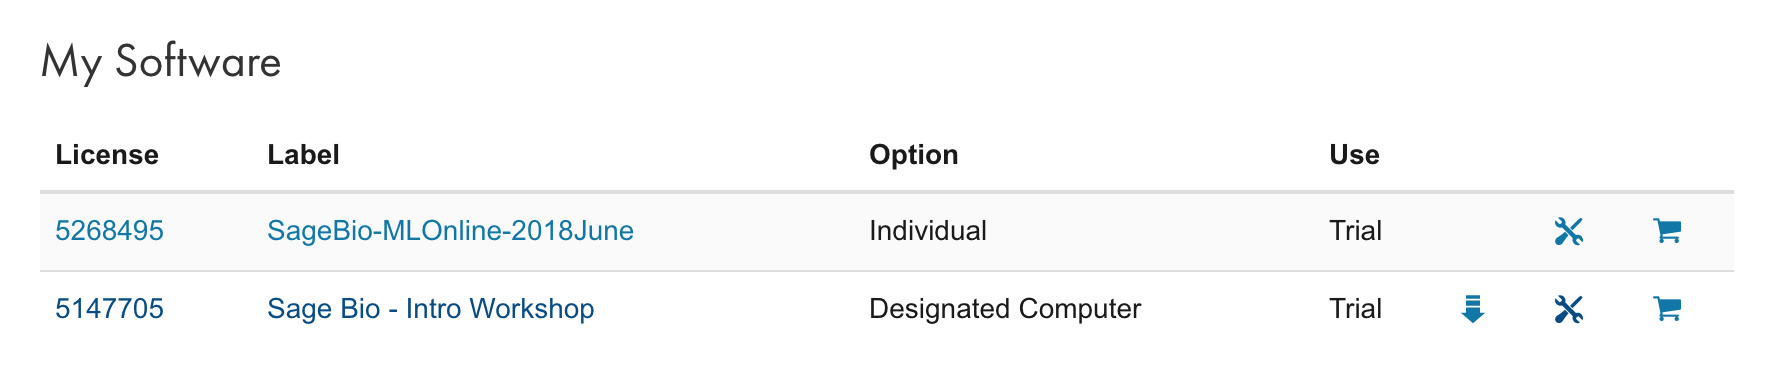 My Software
License Label Option Use
5268495 SageBio-MLOnline-2018June Individual Trial
5147705 Sage Bio - Intro Workshop Designated Computer Trial